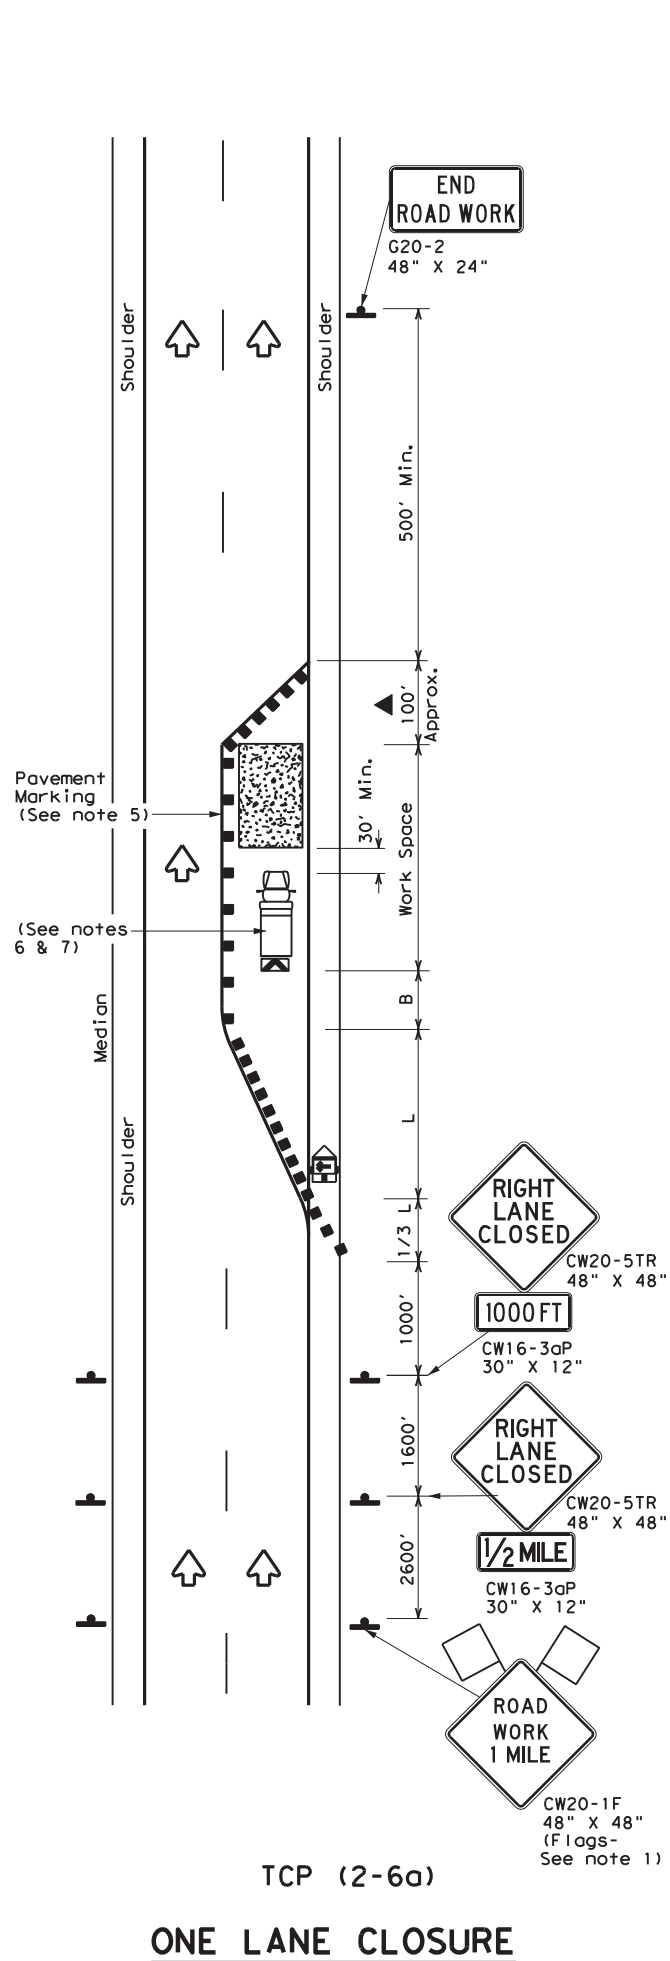 END
ROAD WORK
G20-2
48" X 24"
Shoulder
Shoulder
500' Min.
100'
Approx.
30' Min.
Pavement
Marking
(See note 5)
Work Space
(See notes
6 & 7)
B
Median
L
Shoulder
RIGHT
LANE
CLOSED
1/3 L
CW20-5TR
48" X 48"
1000'
1000 FT
CW16-3aP
30" X 12"
1600'
RIGHT
LANE
CLOSED
CW20-5TR
48" X 48"
2600'
1/2 MILE
CW16-3aP
30" X 12"
ROAD
WORK
1 MILE
CW20-1F
48" X 48"
(Flags-
See note 1)
TCP (2-6a)
ONE LANE CLOSURE